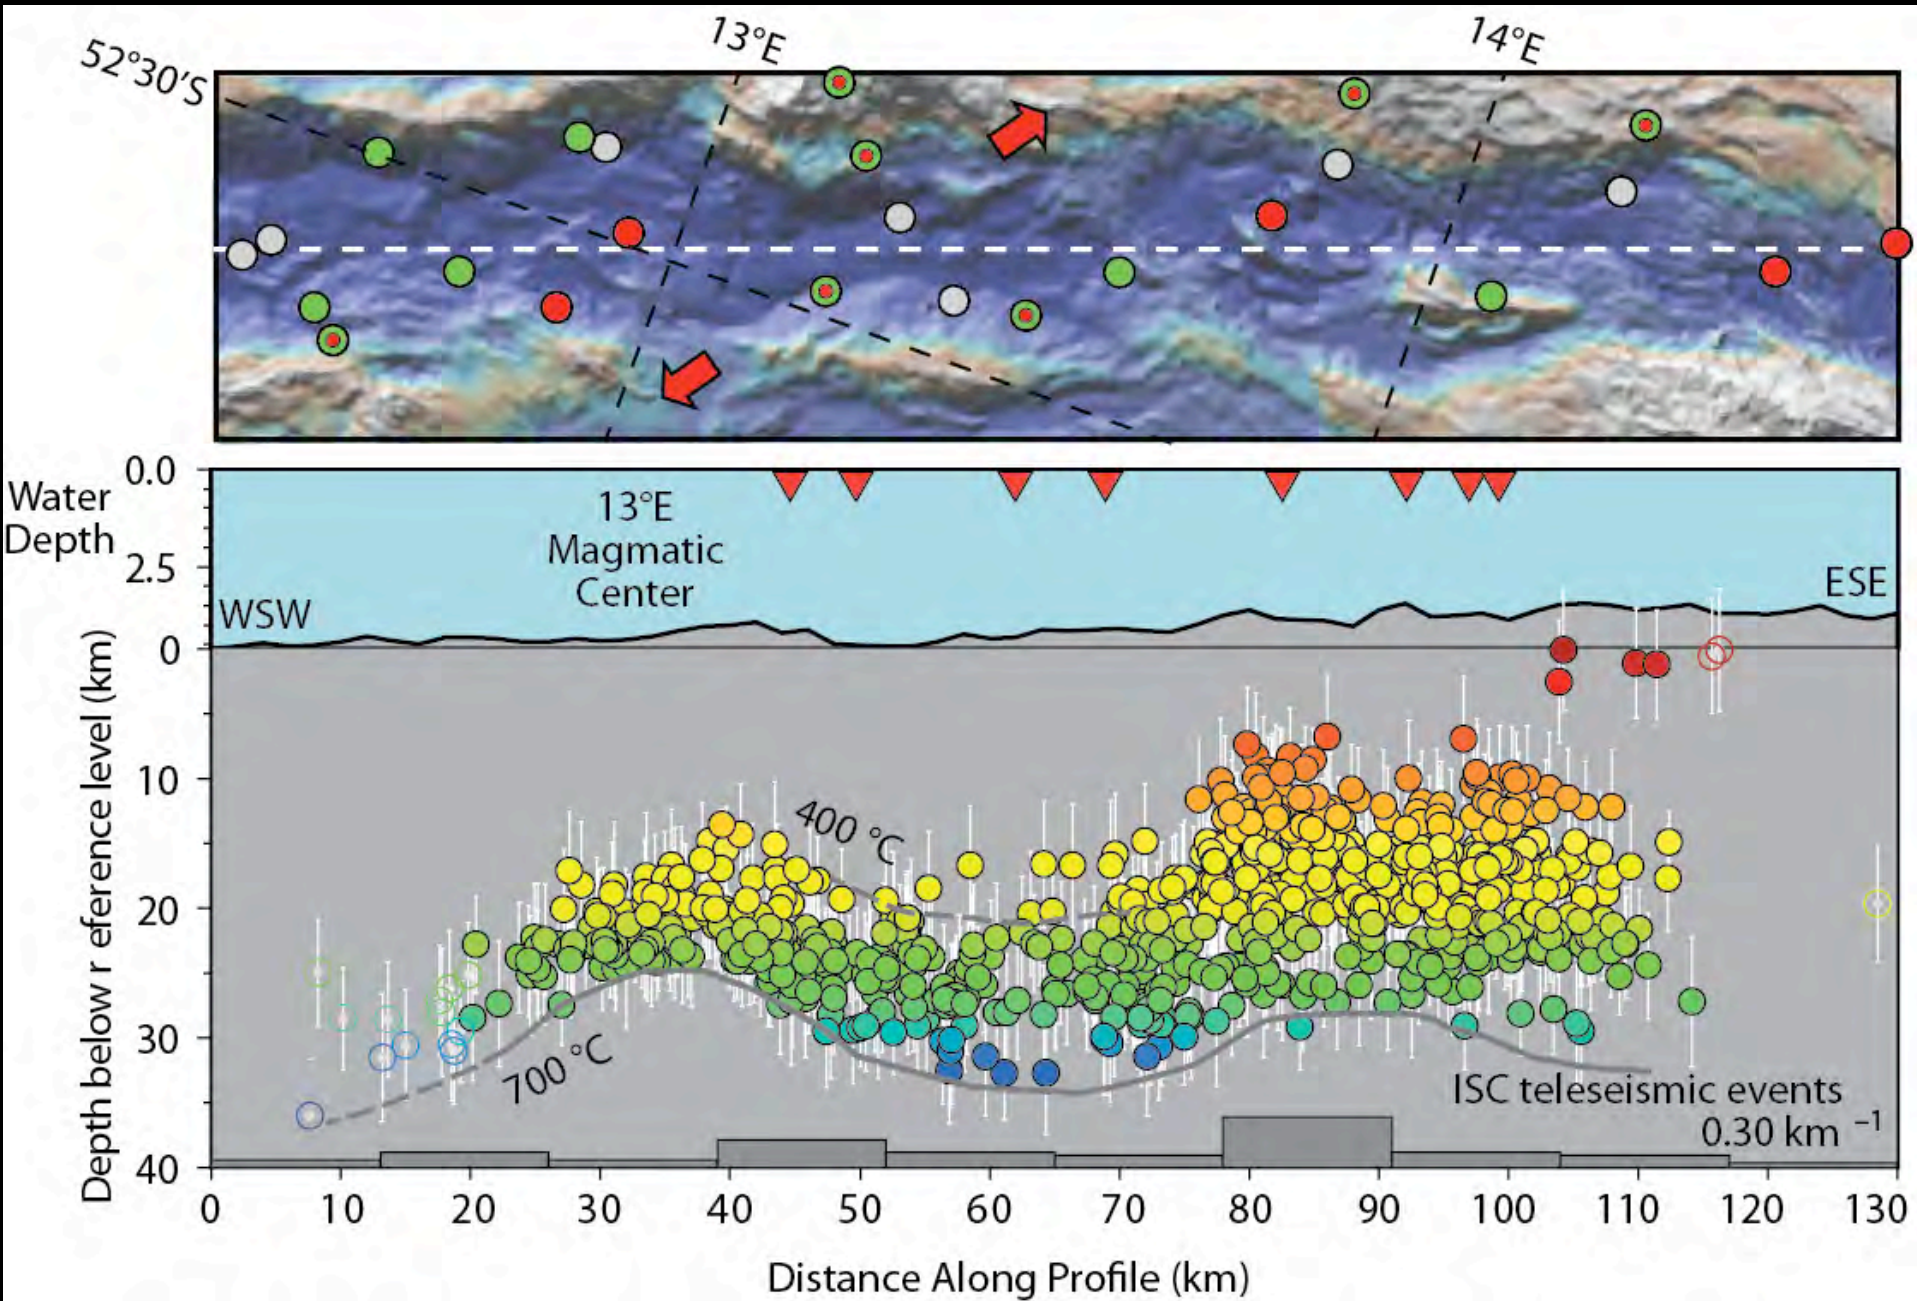 13°E
14°E
52°30'S
0.0
Water
Depth
13°E
Magmatic
Center
2.5
WSW
ESE
0
Depth below r eference level (km)
10
400 °C
20
30
700 °C
ISC teleseismic events
0.30 km ⁻¹
40
0 10 20 30 40 50 60 70 80 90 100 110 120 130
Distance Along Profile (km)